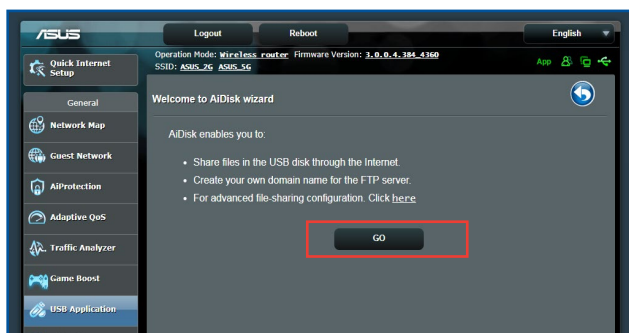 ASUS
Logout
Reboot
English
Quick Internet
Setup
Operation Mode: Wireless router Firmware Version: 3.0.0.4.384_4360
SSID: ASUS_2G ASUS_5G
App
General
Network Map
Guest Network
AiProtection
Adaptive QoS
Traffic Analyzer
Game Boost
USB Application
Welcome to AiDisk wizard
AiDisk enables you to:
• Share files in the USB disk through the Internet.
• Create your own domain name for the FTP server.
• For advanced file-sharing configuration. Click here
GO